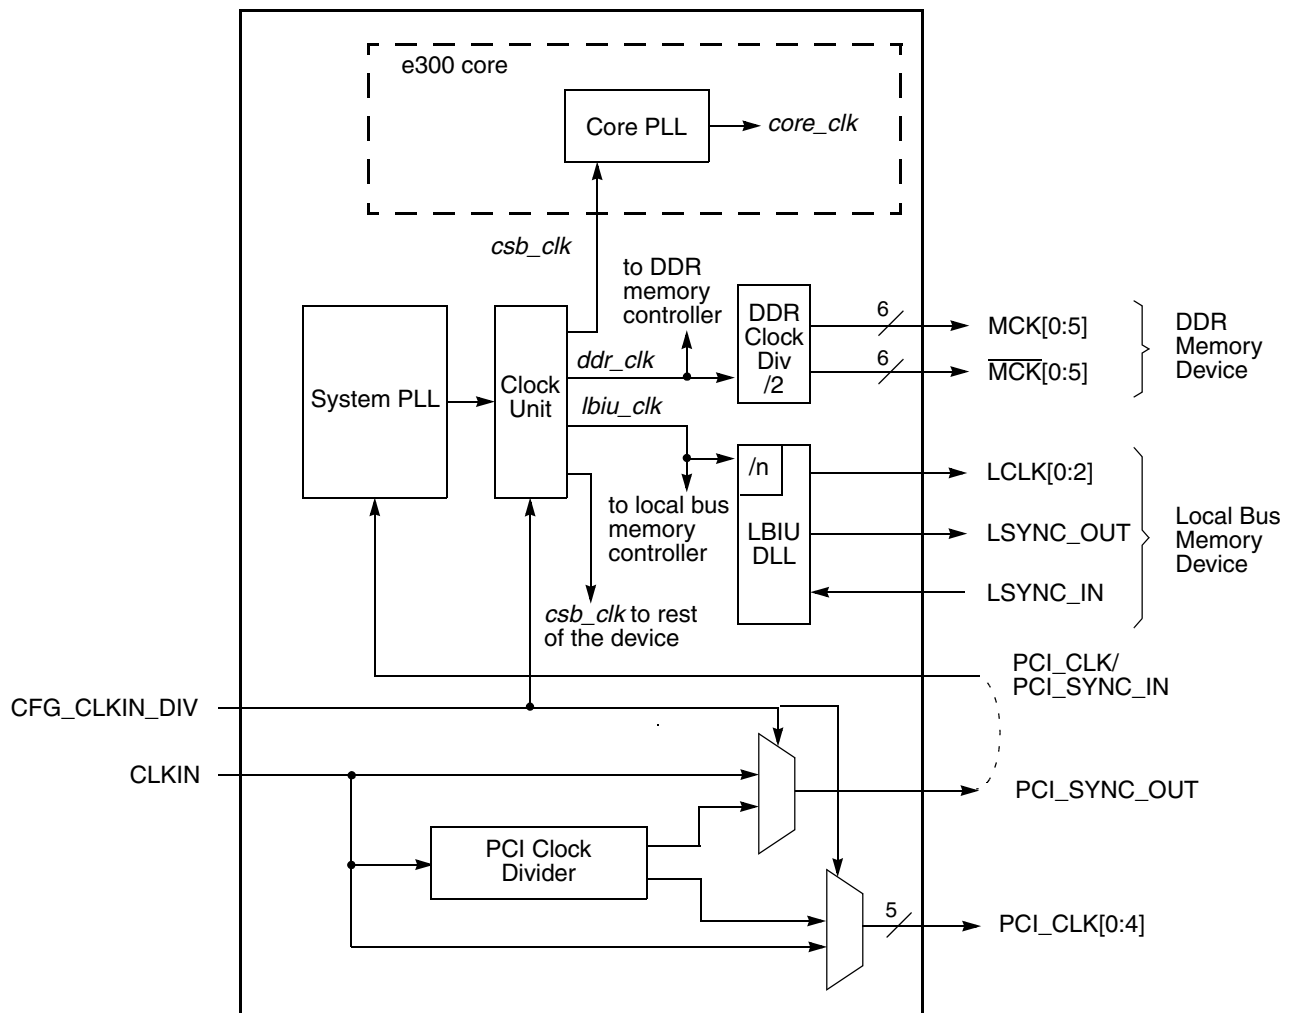 e300 core
Core PLL
core_clk
csb_clk
to DDR
memory
controller
DDR
Clock
Div
/2
6
MCK[0:5]
6
M̅C̅K̅[0:5]
DDR
Memory
Device
System PLL
Clock
Unit
ddr_clk
lbiu_clk
/n
LBIU
DLL
to local bus
memory
controller
LCLK[0:2]
LSYNC_OUT
LSYNC_IN
Local Bus
Memory
Device
csb_clk to rest
of the device
PCI_CLK/
PCI_SYNC_IN
CFG_CLKIN_DIV
CLKIN
PCI_SYNC_OUT
PCI Clock
Divider
5
PCI_CLK[0:4]